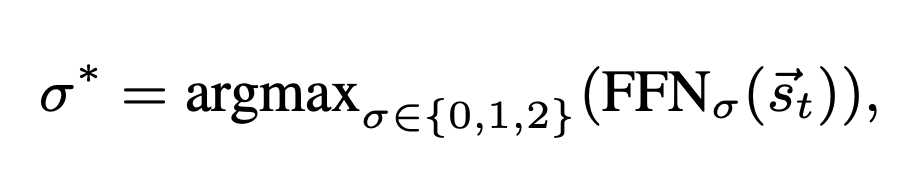 σ* = argmax_{σ∈{0,1,2}}(FFN_σ(s⃗_t)),